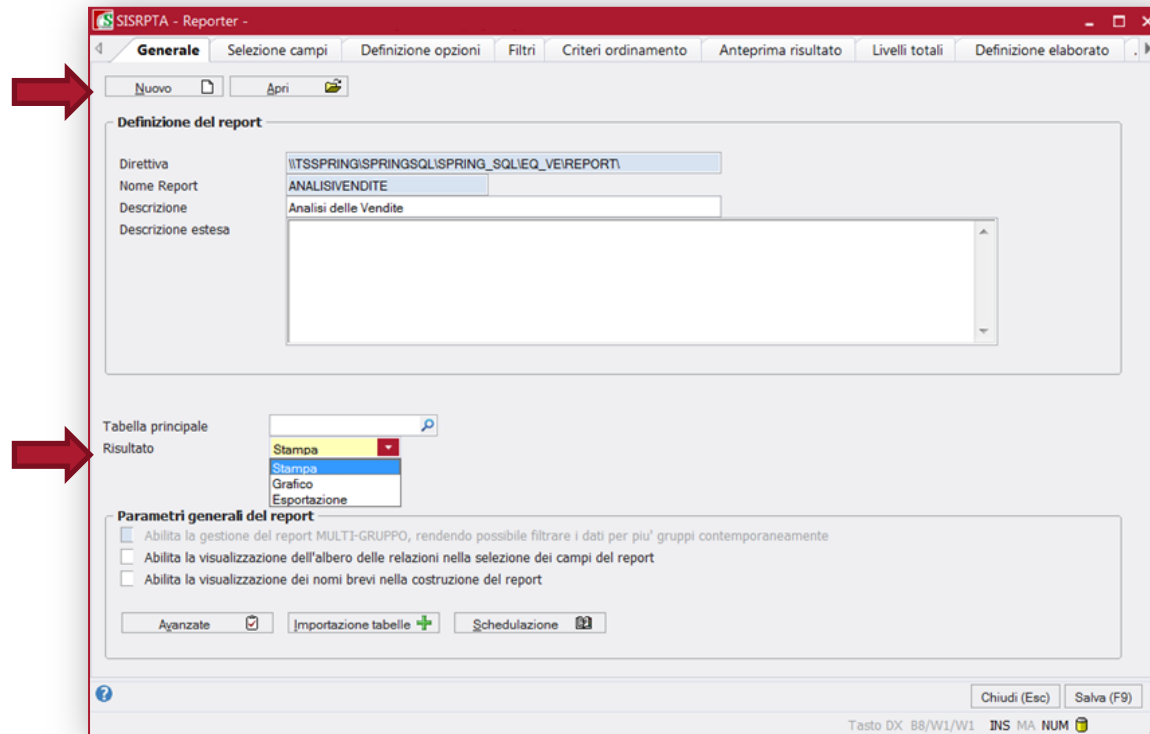 SISRPTA - Reporter -
Generale Selezione campi Definizione opzioni Filtri Criteri ordinamento Anteprima risultato Livelli totali Definizione elaborato
Nuovo Apri
Definizione del report
Direttiva \\TSSPRING\SPRINGSQL\SPRING_SQL\EQ_VE\REPORT\
Nome Report ANALISIVENDITE
Descrizione Analisi delle Vendite
Descrizione estesa
Tabella principale
Risultato Stampa
Stampa
Grafico
Esportazione
Parametri generali del report
Abilita la gestione del report MULTI-GRUPPO, rendendo possibile filtrare i dati per piu' gruppi contemporaneamente
Abilita la visualizzazione dell'albero delle relazioni nella selezione dei campi del report
Abilita la visualizzazione dei nomi brevi nella costruzione del report
Avanzate Importazione tabelle Schedulazione
Chiudi (Esc) Salva (F9)
Tasto DX B8/W1/W1 INS MA NUM